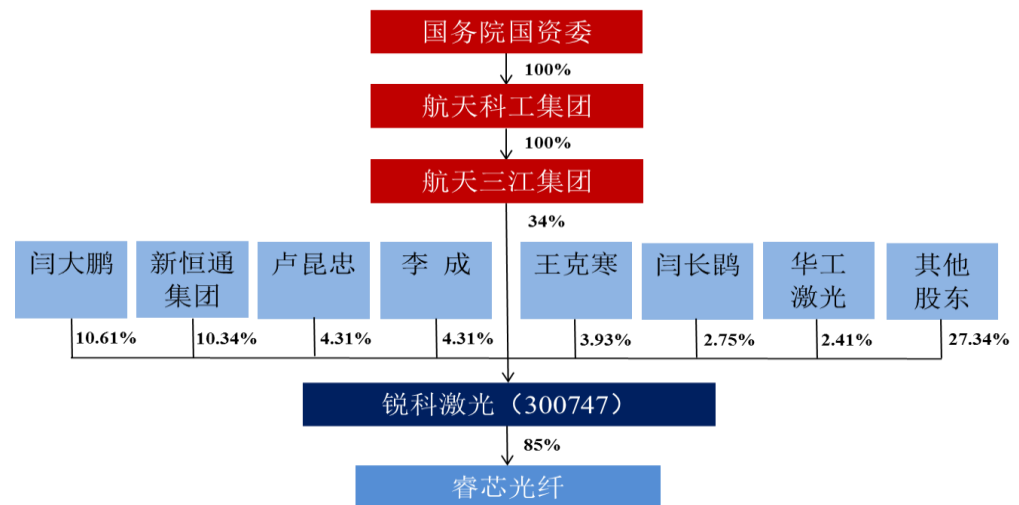 国务院国资委
100%
航天科工集团
100%
航天三江集团
34%
闫大鹏
新恒通
集团
卢昆忠
李 成
王克寒
闫长鹍
华工
激光
其他
股东
10.61%
10.34%
4.31%
4.31%
3.93%
2.75%
2.41%
27.34%
锐科激光（300747）
85%
睿芯光纤